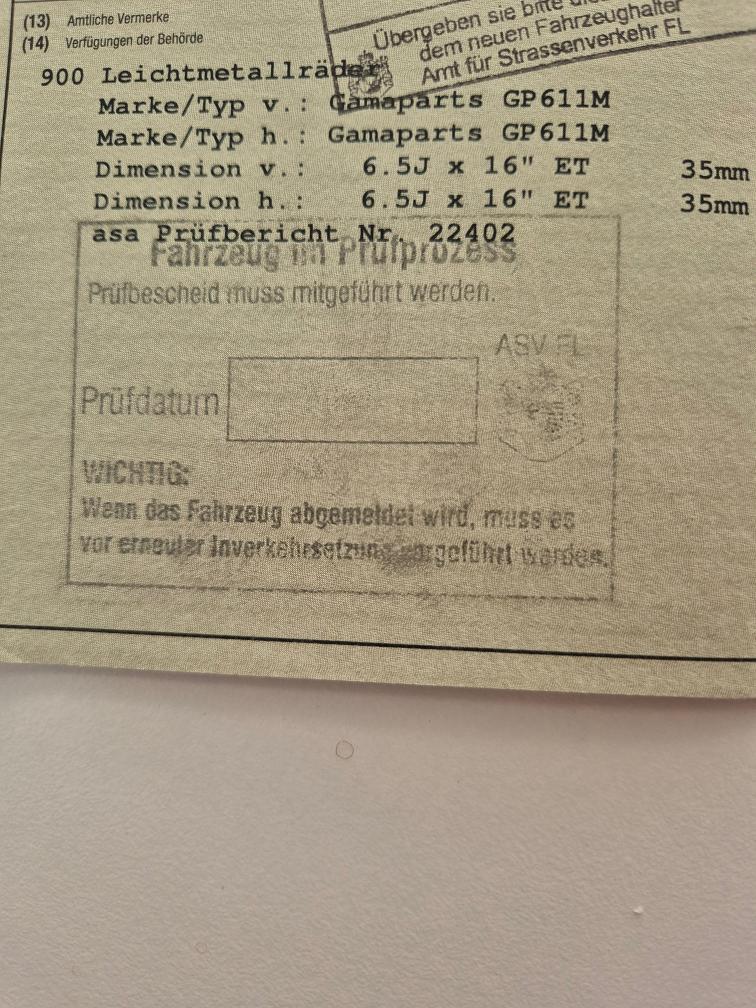 (13) Amtliche Vermerke
(14) Verfügungen der Behörde
Übergeben sie bitte
dem neuen Fahrzeughalter
Amt für Strassenverkehr FL
900 Leichtmetallräder
Marke/Typ v.: Gamaparts GP611M
Marke/Typ h.: Gamaparts GP611M
Dimension v.: 6.5J x 16" ET 35mm
Dimension h.: 6.5J x 16" ET 35mm
asa Prüfbericht Nr. 22402
Fahrzeug im Prüfprozess
Prüfbescheid muss mitgeführt werden.
ASV FL
Prüfdatum
WICHTIG:
Wenn das Fahrzeug abgemeldet wird, muss es
vor erneuter Inverkehrsetzung vorgeführt werden.